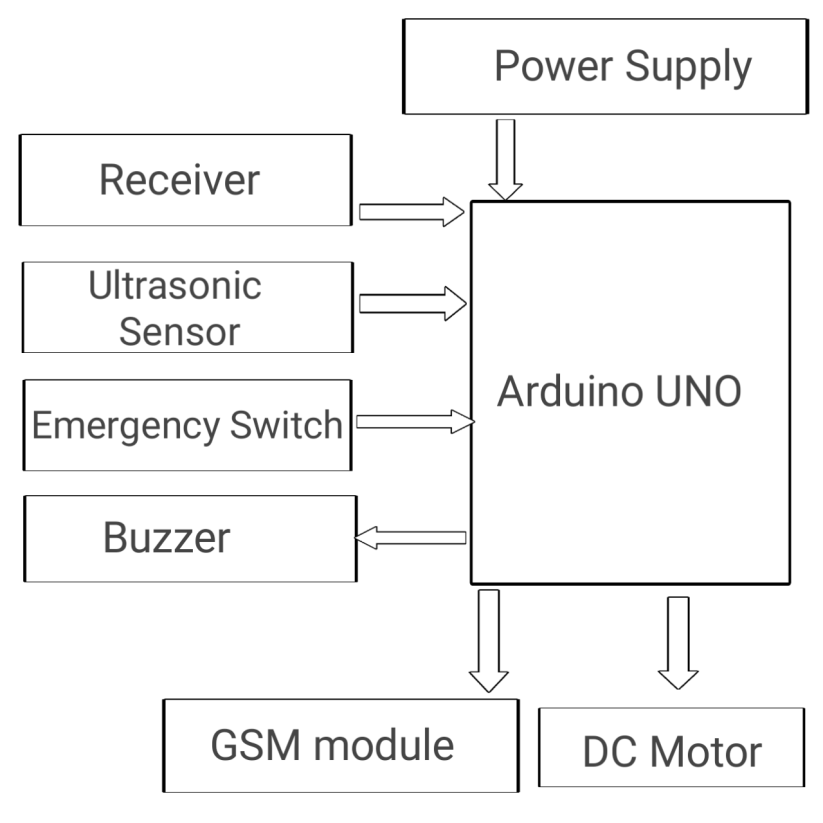 Power Supply
Receiver
Ultrasonic
Sensor
Arduino UNO
Emergency Switch
Buzzer
GSM module
DC Motor